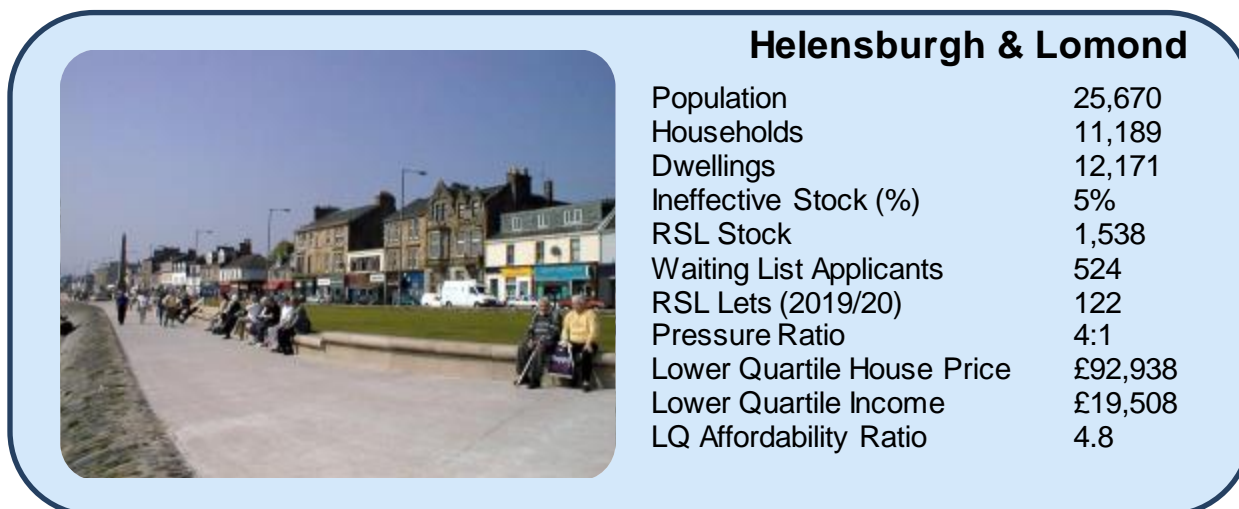 Helensburgh & Lomond
Population 25,670
Households 11,189
Dwellings 12,171
Ineffective Stock (%) 5%
RSL Stock 1,538
Waiting List Applicants 524
RSL Lets (2019/20) 122
Pressure Ratio 4:1
Lower Quartile House Price £92,938
Lower Quartile Income £19,508
LQ Affordability Ratio 4.8